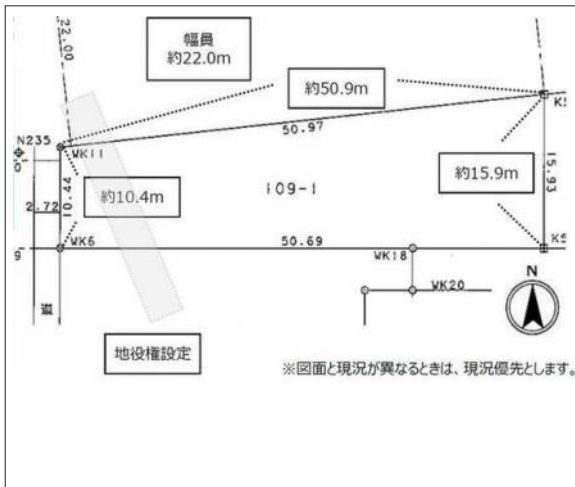 22.00
幅員
約22.0m
約50.9m
K5
N235
50.97
WK11
0
109-1
10.44
約10.4m
15.93
約15.9m
2.72
9
WK6
50.69
WK18
K5
WK20
N
道
地役権設定
※図面と現況が異なるときは、現況優先とします。